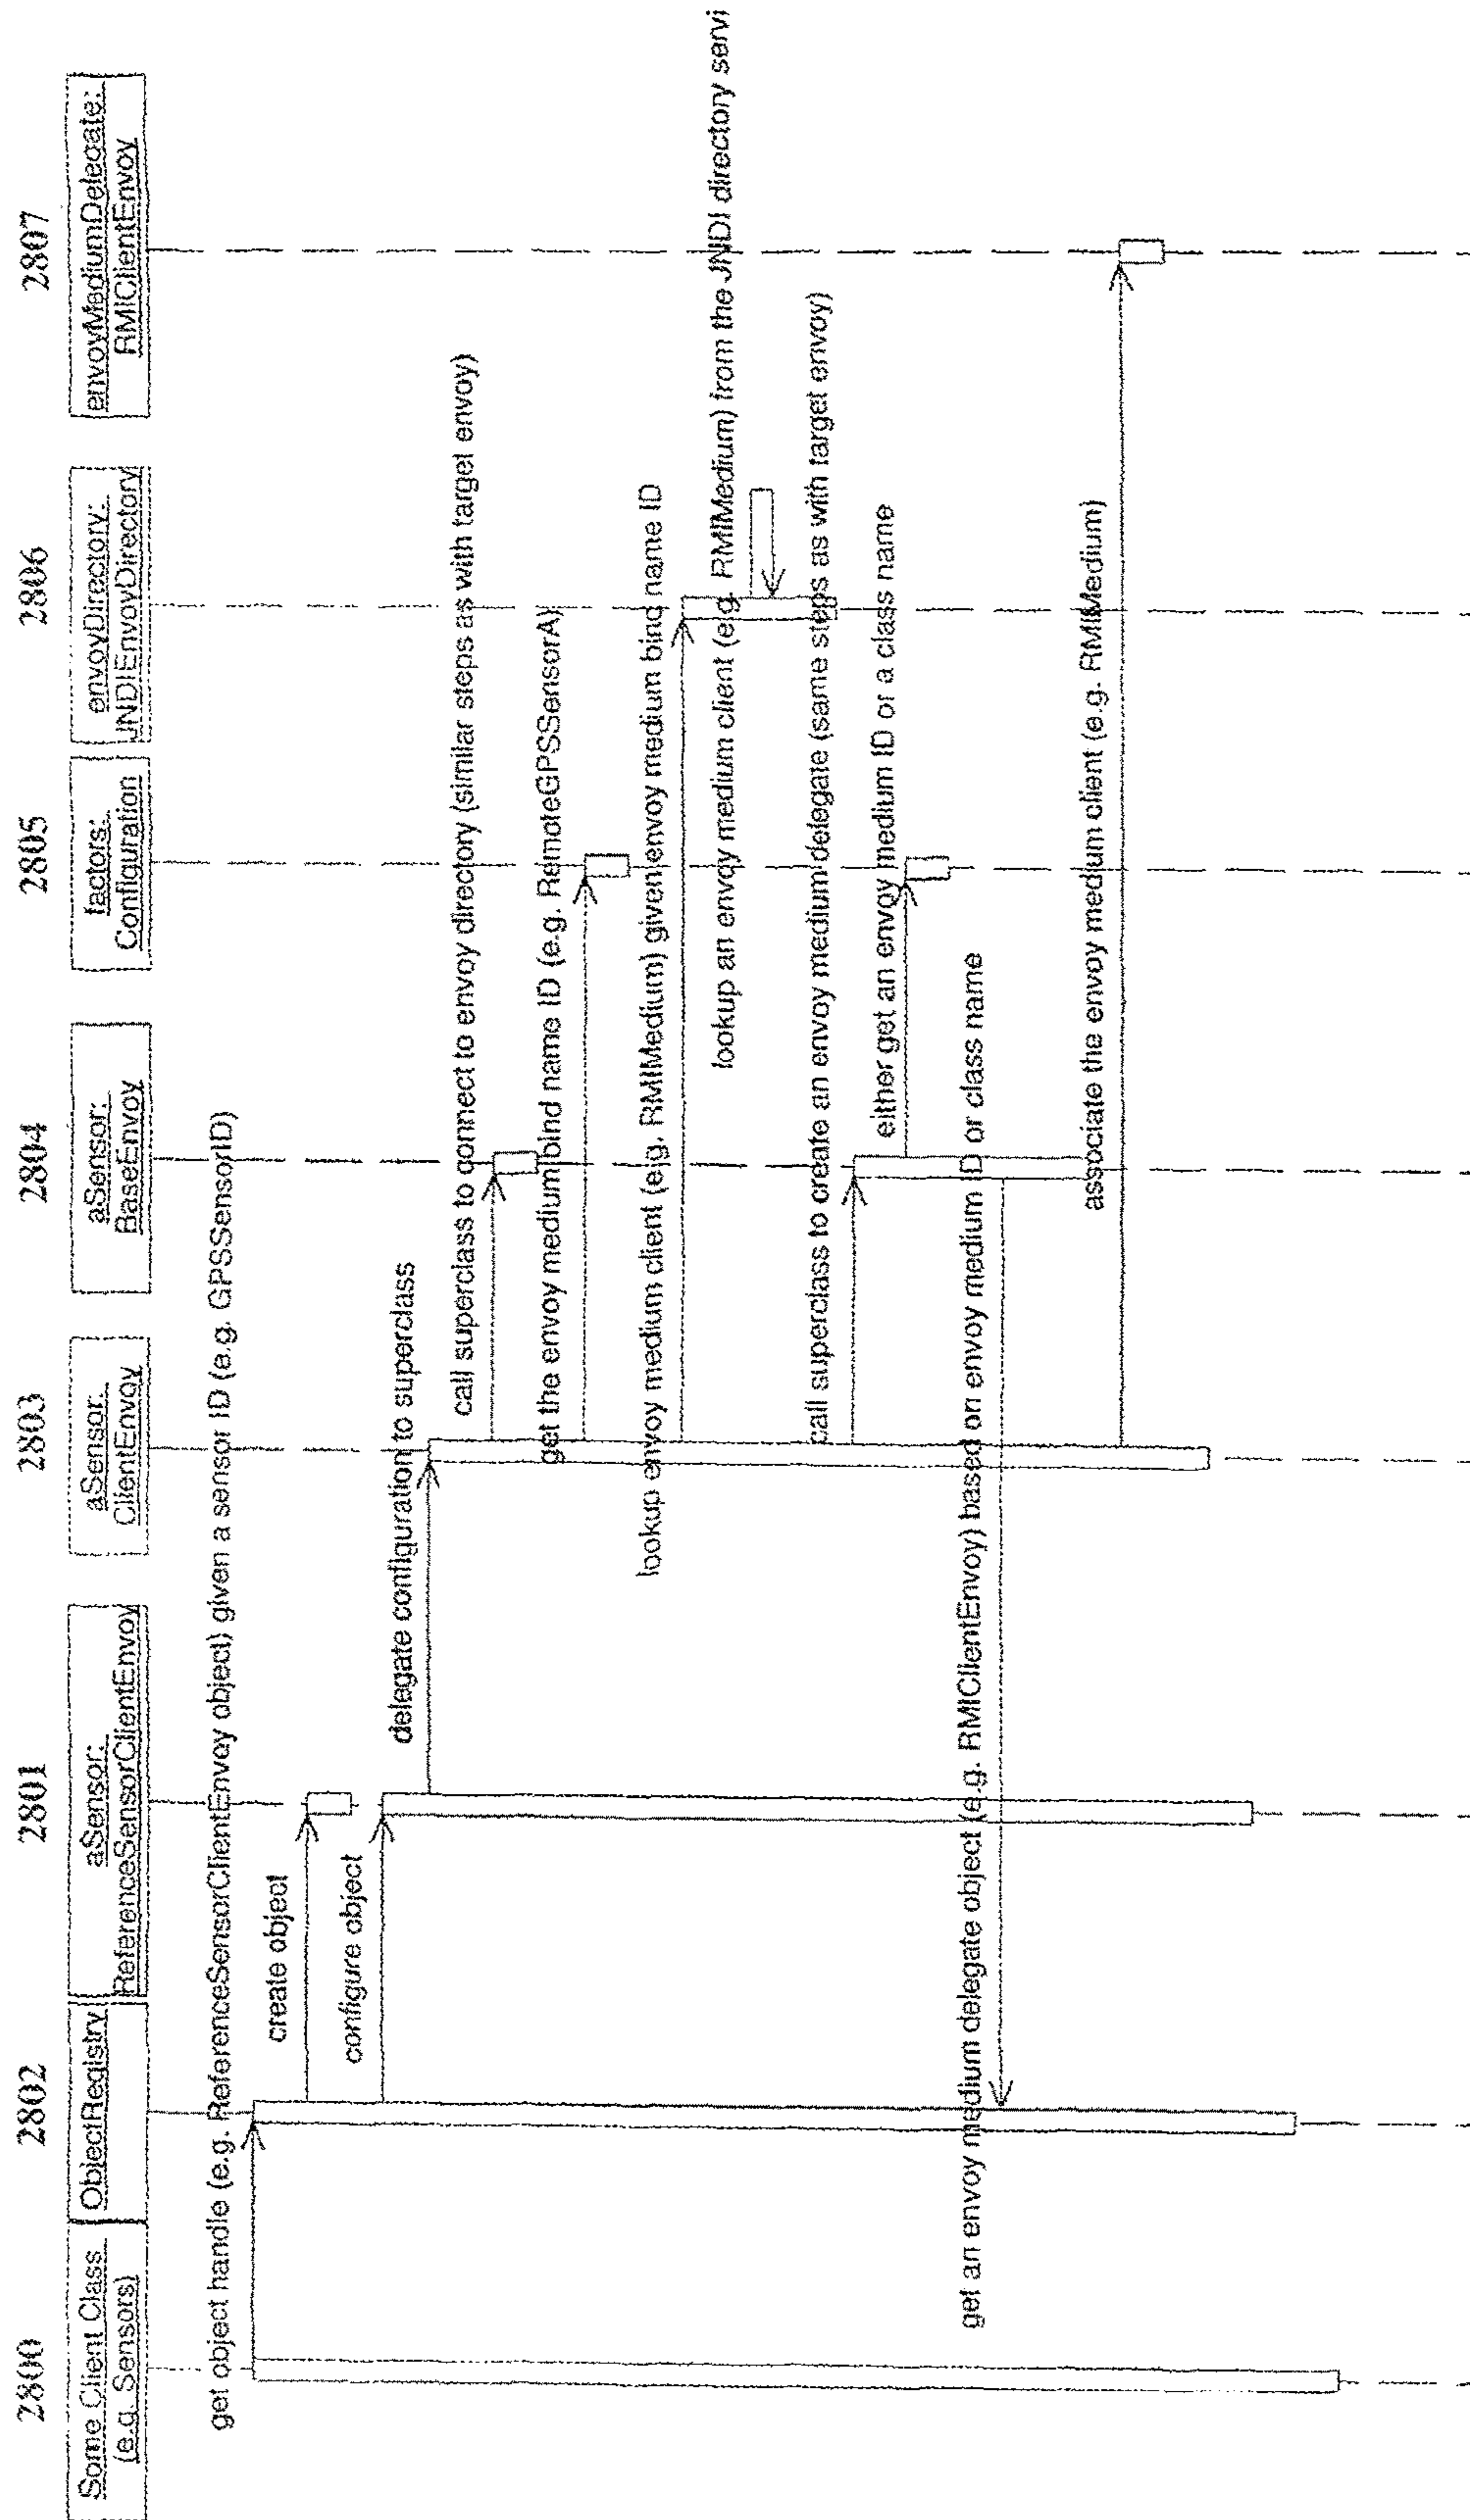 2800
2802
2801
2803
2804
2805
2806
2807
Some Client Class
(e.g. Sensors)
ObjectRegistry
aSensor:
ReferenceSensorClientEnvoy
aSensor:
ClientEnvoy
aSensor:
BaseEnvoy
factors:
Configuration
envoyDirectory:
JNDIEnvoyDirectory
envoyMediumDelegate:
RMIClientEnvoy
get object handle (e.g. ReferenceSensorClientEnvoy object) given a sensor ID (e.g. GPSSensorID)
create object
configure object
delegate configuration to superclass
call superclass to connect to envoy directory (similar steps as with target envoy)
get the envoy medium bind name ID (e.g. RemoteGPSSensorA)
lookup envoy medium client (e.g. RMIMedium) given envoy medium bind name ID
lookup an envoy medium client (e.g. RMIMedium) from the JNDI directory servi
call superclass to create an envoy medium delegate (same steps as with target envoy)
either get an envoy medium ID or a class name
get an envoy medium delegate object (e.g. RMIClientEnvoy) based on envoy medium ID or class name
associate the envoy medium client (e.g. RMIMedium)